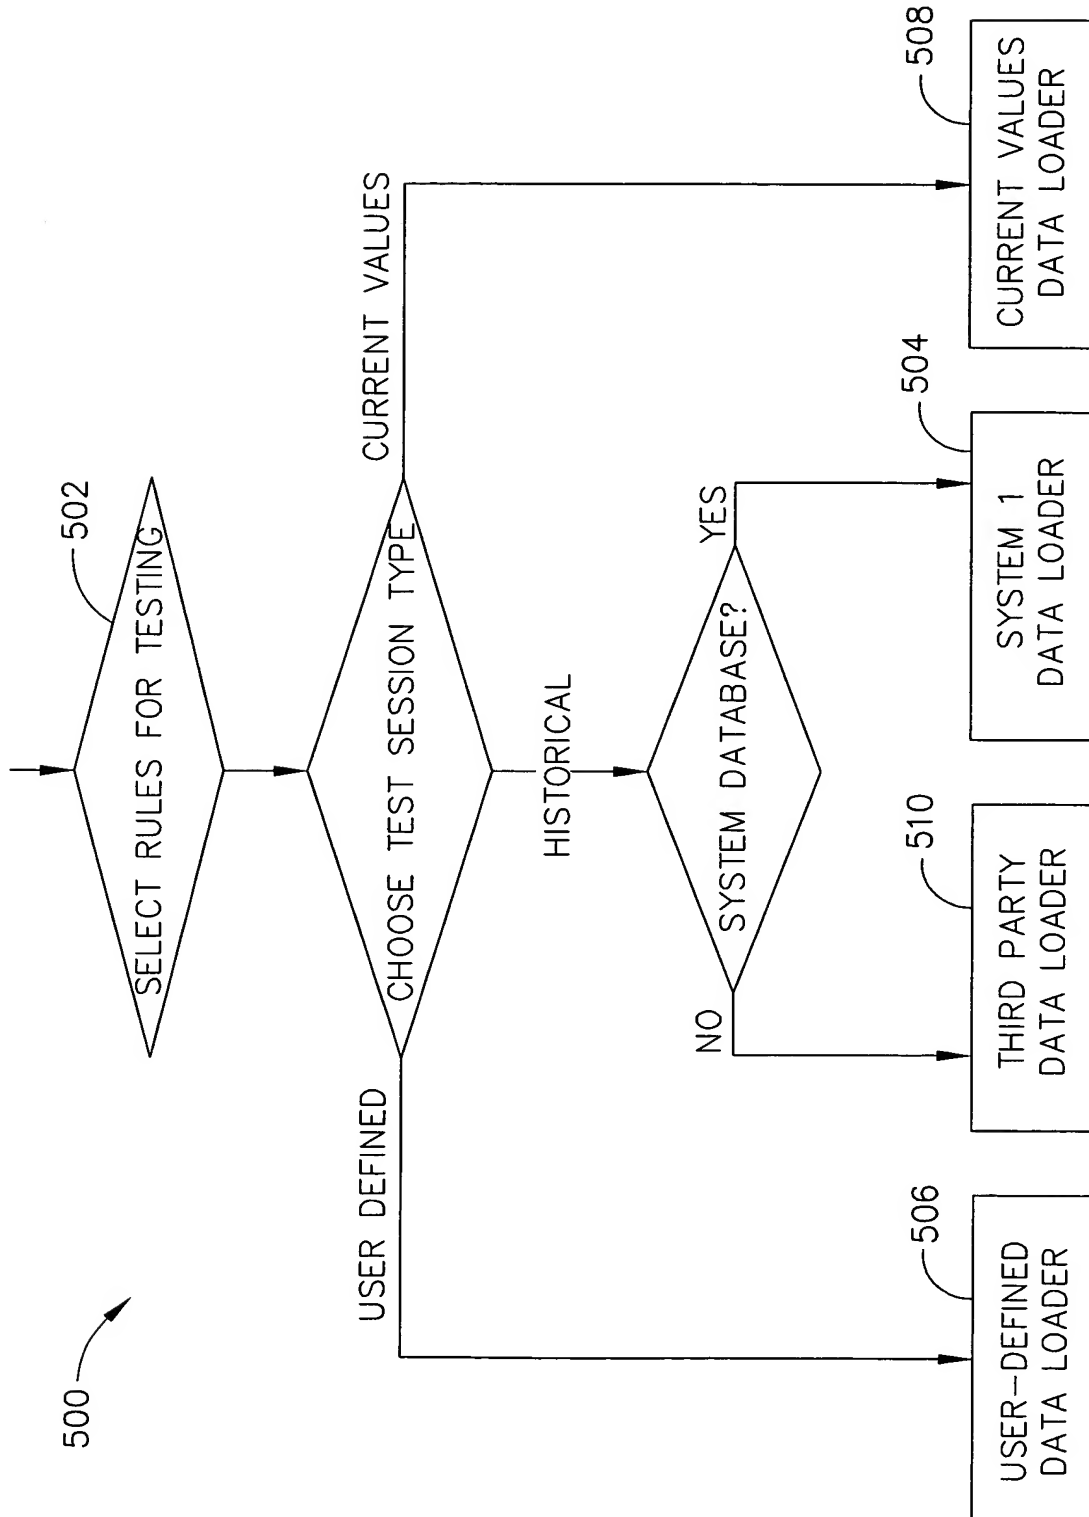 500
502
SELECT RULES FOR TESTING
CHOOSE TEST SESSION TYPE
USER DEFINED
CURRENT VALUES
HISTORICAL
SYSTEM DATABASE?
NO
YES
506
USER-DEFINED
DATA LOADER
510
THIRD PARTY
DATA LOADER
504
SYSTEM 1
DATA LOADER
508
CURRENT VALUES
DATA LOADER